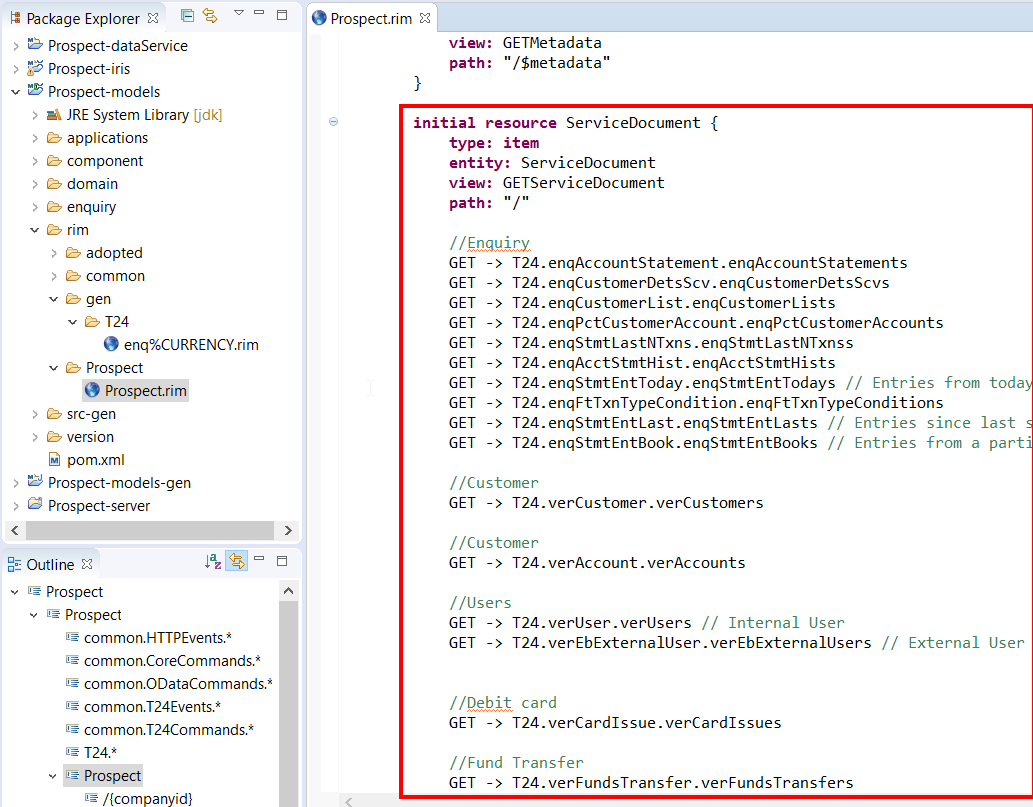 Package Explorer
Prospect-dataService
Prospect-iris
Prospect-models
JRE System Library [jdk]
applications
component
domain
enquiry
rim
adopted
common
gen
T24
enq%CURRENCY.rim
Prospect
Prospect.rim
src-gen
version
pom.xml
Prospect-models-gen
Prospect-server
Outline
Prospect
Prospect
common.HTTPEvents.*
common.CoreCommands.*
common.ODataCommands.*
common.T24Events.*
common.T24Commands.*
T24.*
Prospect
/{companyid}
Prospect.rim
view: GETMetadata
path: "/$metadata"
}
initial resource ServiceDocument {
type: item
entity: ServiceDocument
view: GETServiceDocument
path: "/"
//Enquiry
GET -> T24.enqAccountStatement.enqAccountStatements
GET -> T24.enqCustomerDetsScv.enqCustomerDetsScvs
GET -> T24.enqCustomerList.enqCustomerLists
GET -> T24.enqPctCustomerAccount.enqPctCustomerAccounts
GET -> T24.enqStmtLastNTxns.enqStmtLastNTxnss
GET -> T24.enqAcctStmtHist.enqAcctStmtHists
GET -> T24.enqStmtEntToday.enqStmtEntTodays // Entries from today
GET -> T24.enqFtTxnTypeCondition.enqFtTxnTypeConditions
GET -> T24.enqStmtEntLast.enqStmtEntLasts // Entries since last s
GET -> T24.enqStmtEntBook.enqStmtEntBooks // Entries from a parti
//Customer
GET -> T24.verCustomer.verCustomers
//Customer
GET -> T24.verAccount.verAccounts
//Users
GET -> T24.verUser.verUsers // Internal User
GET -> T24.verEbExternalUser.verEbExternalUsers // External User
//Debit card
GET -> T24.verCardIssue.verCardIssues
//Fund Transfer
GET -> T24.verFundsTransfer.verFundsTransfers